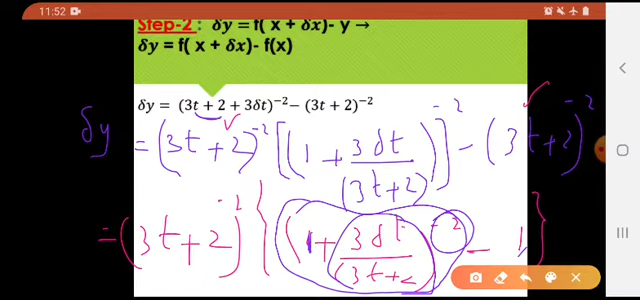 11:52
Step-2 : δy = f( x + δx)- y →
δy = f( x + δx)- f(x)
δy = (3t + 2 + 3δt)⁻² − (3t + 2)⁻²
δy = (3t + 2)⁻² [(1 + 3δt/(3t+2))]⁻² − (3t+2)⁻²
= (3t+2)⁻² {(1 + 3δt/(3t+2))⁻² − 1}